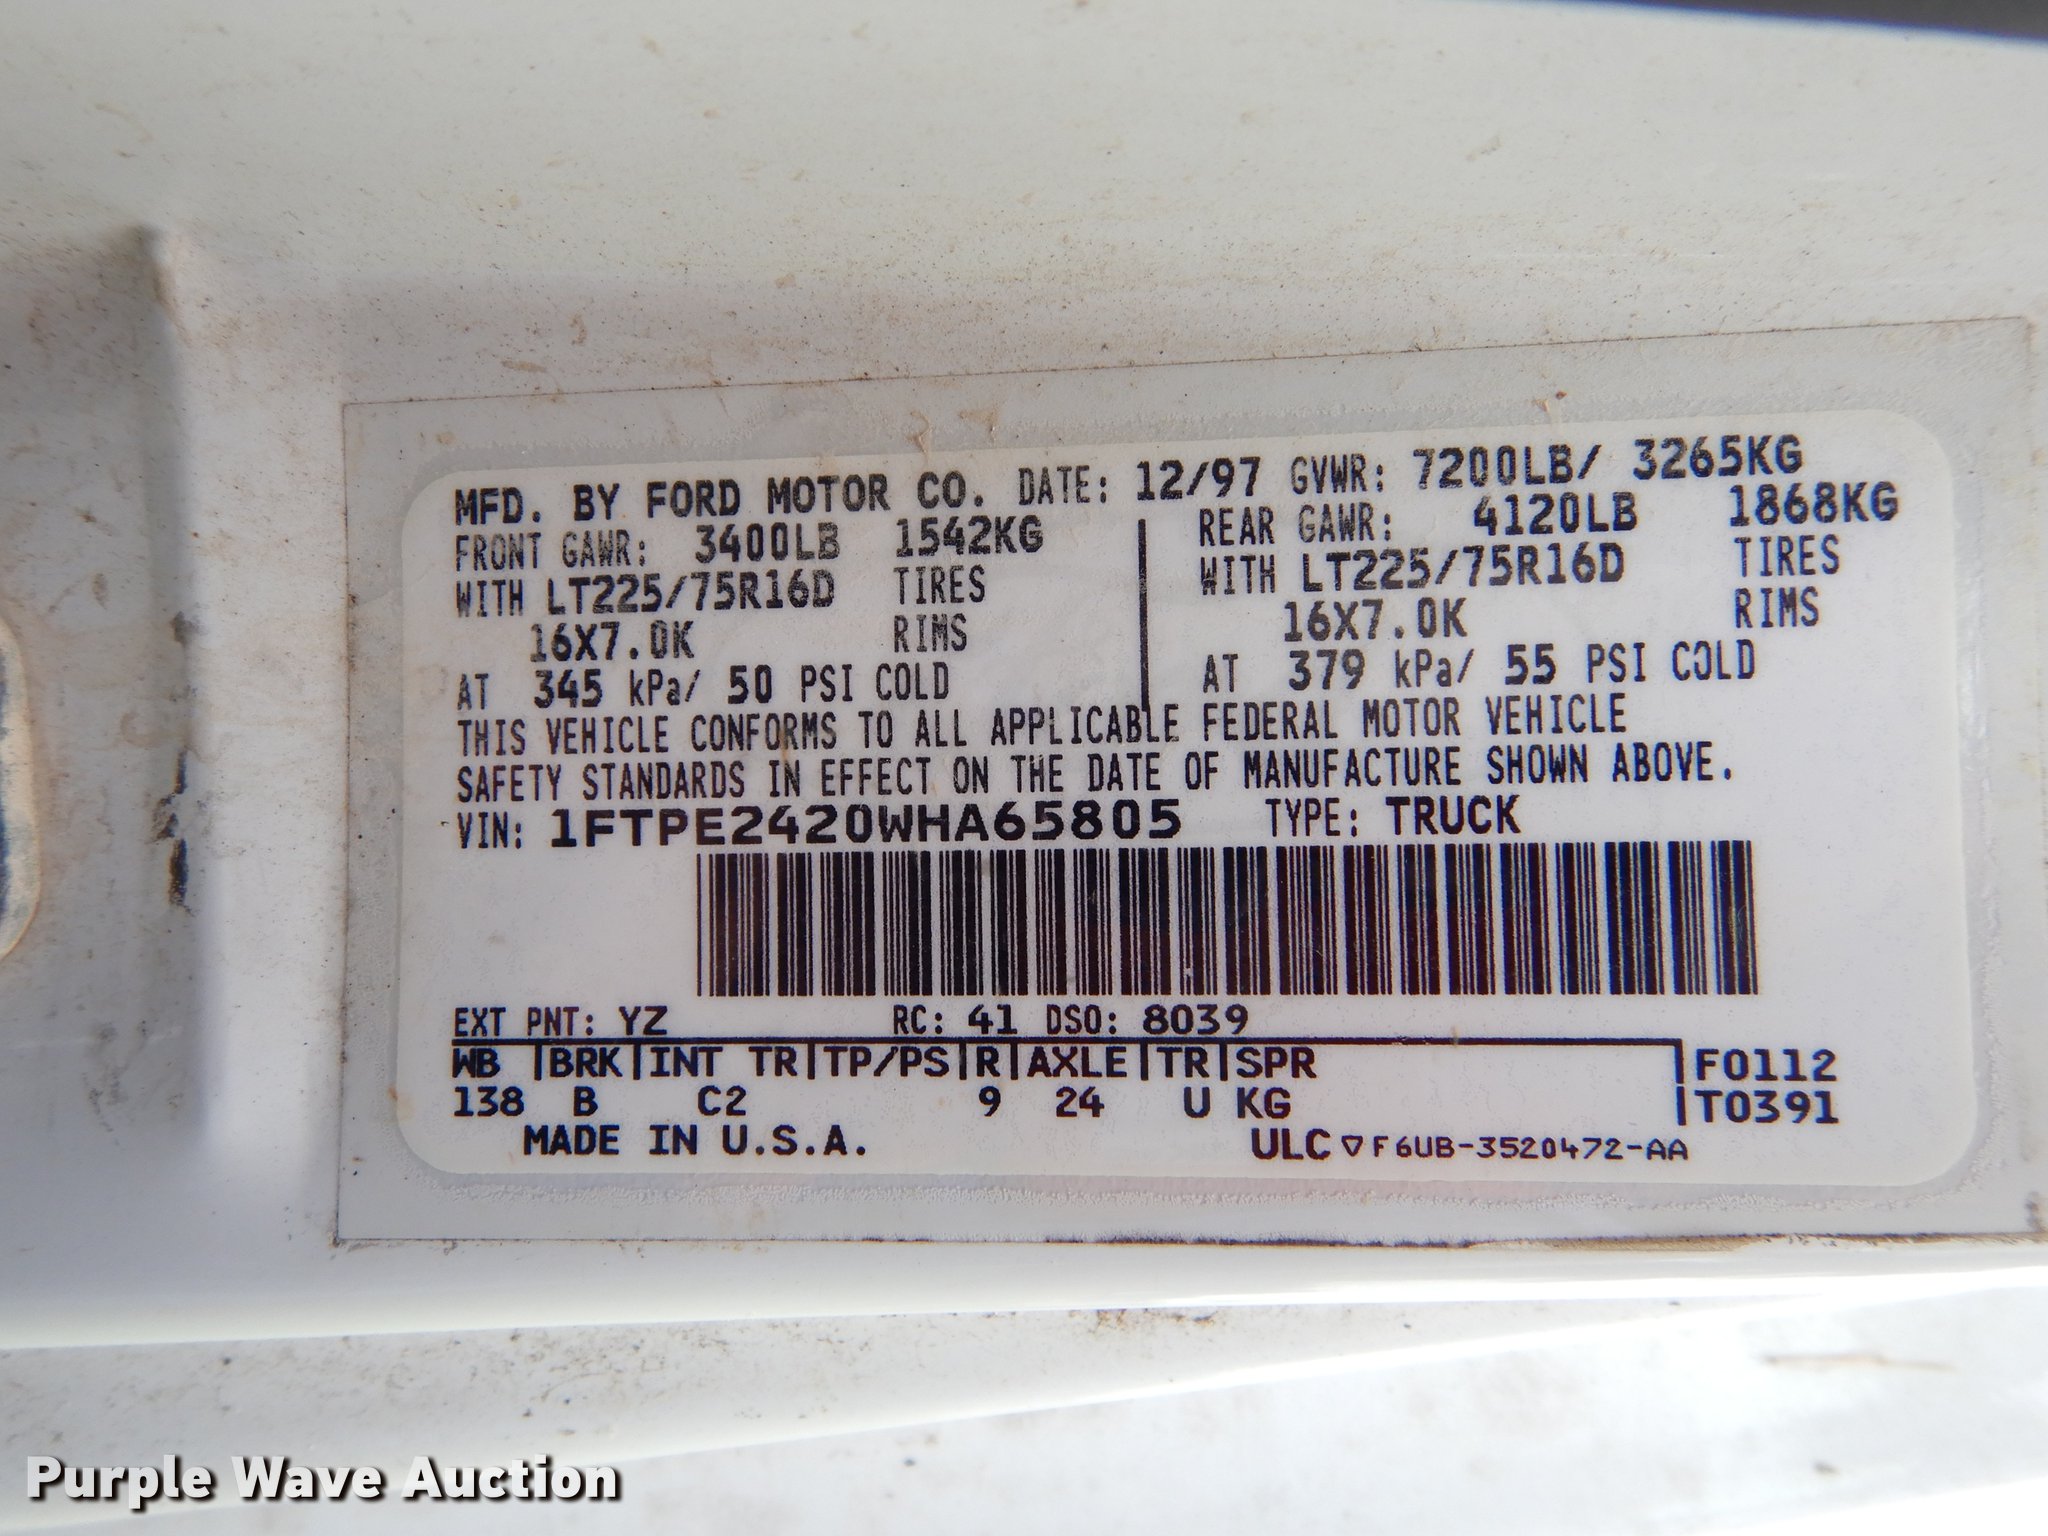 MFD. BY FORD MOTOR CO. DATE: 12/97 GVWR: 7200LB/ 3265KG
FRONT GAWR: 3400LB 1542KG REAR GAWR: 4120LB 1868KG
WITH LT225/75R16D TIRES WITH LT225/75R16D TIRES
16X7.0K RIMS 16X7.0K RIMS
AT 345 kPa/ 50 PSI COLD AT 379 kPa/ 55 PSI COLD
THIS VEHICLE CONFORMS TO ALL APPLICABLE FEDERAL MOTOR VEHICLE
SAFETY STANDARDS IN EFFECT ON THE DATE OF MANUFACTURE SHOWN ABOVE.
VIN: 1FTPE2420WHA65805 TYPE: TRUCK
EXT PNT: YZ RC: 41 DSO: 8039
WB |BRK|INT TR|TP/PS|R|AXLE|TR|SPR |F0112
138 B C2 9 24 U KG |T0391
MADE IN U.S.A. ULC ▽ F6UB-3520472-AA
Purple Wave Auction